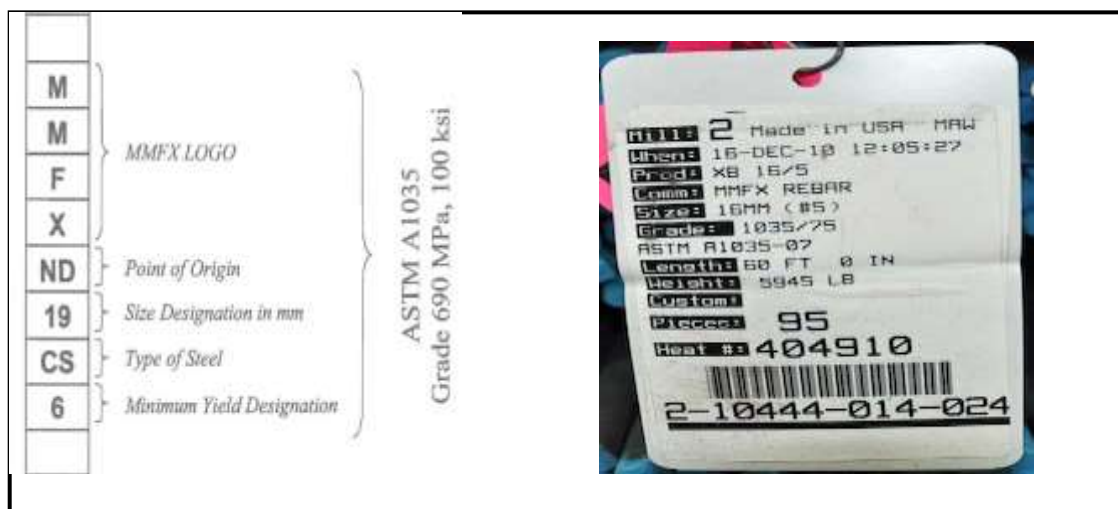 M
M
F
X
MMFX LOGO
ND
Point of Origin
19
Size Designation in mm
CS
Type of Steel
6
Minimum Yield Designation
ASTM A1035
Grade 690 MPa, 100 ksi
Mill: 2 Made in USA MAW
When: 16-DEC-10 12:05:27
Prod: XB 16/5
Comm: MMFX REBAR
Size: 16MM (#5)
Grade: 1035/75
ASTM A1035-07
Length: 60 FT 0 IN
Weight: 5945 LB
Custom:
Pieces: 95
Heat #: 404910
2-10444-014-024